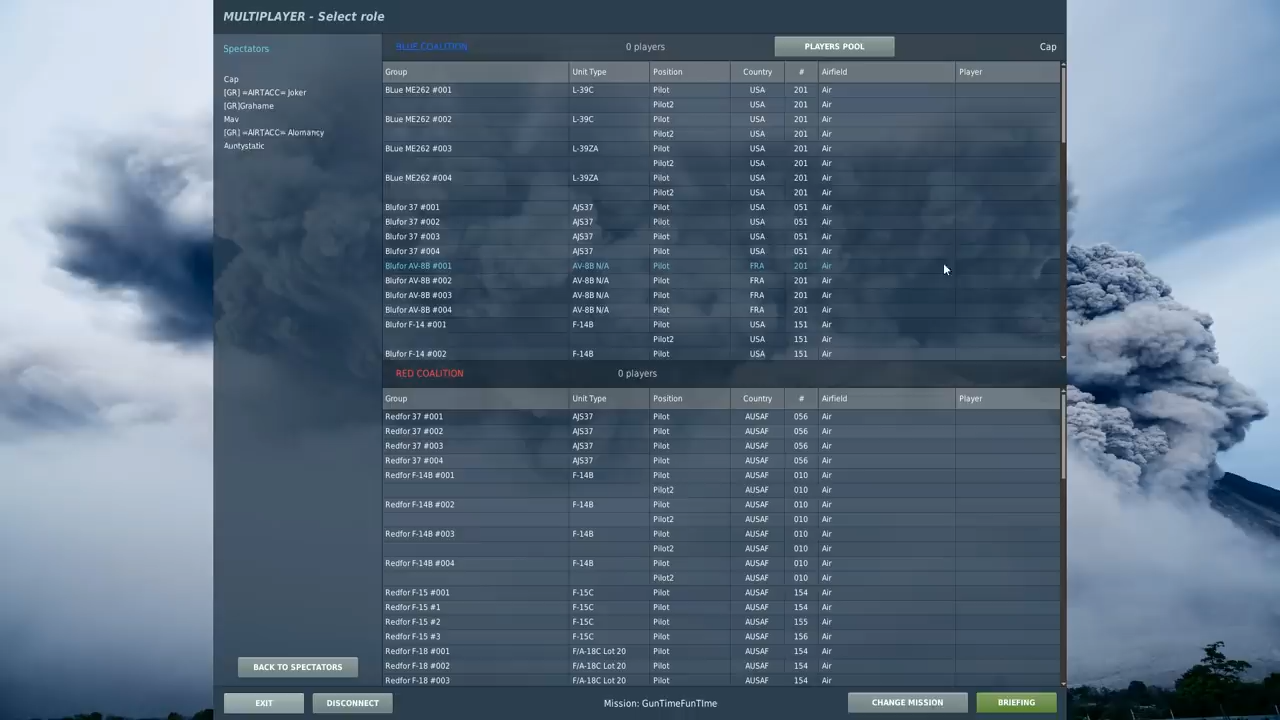 MULTIPLAYER - Select role
Spectators
Cap
[GR] =AIRTACC= Joker
[GR]Grahame
Mav
[GR] =AIRTACC= Alomancy
Auntystatic
BLUE COALITION 0 players PLAYERS POOL Cap
Group Unit Type Position Country # Airfield Player
BLue ME262 #001 L-39C Pilot USA 201 Air
Pilot2 USA 201 Air
BLue ME262 #002 L-39C Pilot USA 201 Air
Pilot2 USA 201 Air
BLue ME262 #003 L-39ZA Pilot USA 201 Air
Pilot2 USA 201 Air
BLue ME262 #004 L-39ZA Pilot USA 201 Air
Pilot2 USA 201 Air
Blufor 37 #001 AJS37 Pilot USA 051 Air
Blufor 37 #002 AJS37 Pilot USA 051 Air
Blufor 37 #003 AJS37 Pilot USA 051 Air
Blufor 37 #004 AJS37 Pilot USA 051 Air
Blufor AV-8B #001 AV-8B N/A Pilot FRA 201 Air
Blufor AV-8B #002 AV-8B N/A Pilot FRA 201 Air
Blufor AV-8B #003 AV-8B N/A Pilot FRA 201 Air
Blufor AV-8B #004 AV-8B N/A Pilot FRA 201 Air
Blufor F-14 #001 F-14B Pilot USA 151 Air
Pilot2 USA 151 Air
Blufor F-14 #002 F-14B Pilot USA 151 Air
RED COALITION 0 players
Group Unit Type Position Country # Airfield Player
Redfor 37 #001 AJS37 Pilot AUSAF 056 Air
Redfor 37 #002 AJS37 Pilot AUSAF 056 Air
Redfor 37 #003 AJS37 Pilot AUSAF 056 Air
Redfor 37 #004 AJS37 Pilot AUSAF 056 Air
Redfor F-14B #001 F-14B Pilot AUSAF 010 Air
Pilot2 AUSAF 010 Air
Redfor F-14B #002 F-14B Pilot AUSAF 010 Air
Pilot2 AUSAF 010 Air
Redfor F-14B #003 F-14B Pilot AUSAF 010 Air
Pilot2 AUSAF 010 Air
Redfor F-14B #004 F-14B Pilot AUSAF 010 Air
Pilot2 AUSAF 010 Air
Redfor F-15 #001 F-15C Pilot AUSAF 154 Air
Redfor F-15 #1 F-15C Pilot AUSAF 154 Air
Redfor F-15 #2 F-15C Pilot AUSAF 155 Air
Redfor F-15 #3 F-15C Pilot AUSAF 156 Air
Redfor F-18 #001 F/A-18C Lot 20 Pilot AUSAF 154 Air
Redfor F-18 #002 F/A-18C Lot 20 Pilot AUSAF 154 Air
Redfor F-18 #003 F/A-18C Lot 20 Pilot AUSAF 154 Air
BACK TO SPECTATORS
EXIT DISCONNECT Mission: GunTimeFunTIme CHANGE MISSION BRIEFING